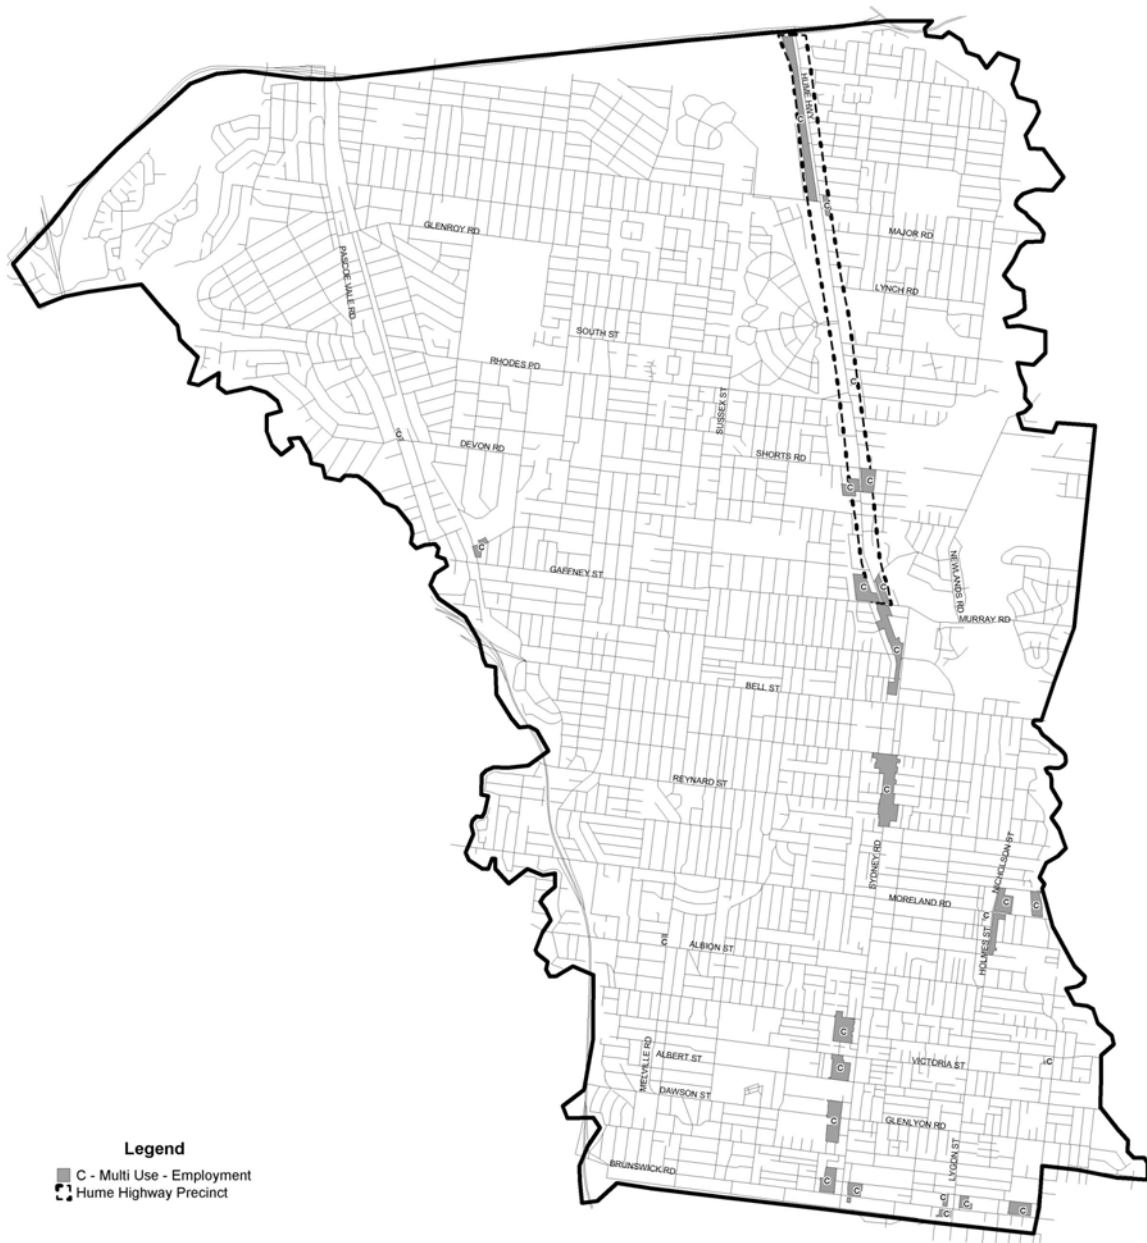 HUME HWY
C
C
GLENROY RD
MAJOR RD
PASCOE VALE RD
LYNCH RD
SOUTH ST
RHODES PD
C
SUSSEX ST
C
DEVON RD
SHORTS RD
C
C
C
GAFFNEY ST
NEWLANDS RD
C
C
MURRAY RD
C
BELL ST
REYNARD ST
C
SYDNEY RD
NICHOLSON ST
MORELAND RD
C
C
C
HOLMES ST
C
ALBION ST
C
MELVILLE RD
ALBERT ST
VICTORIA ST
C
C
DAWSON ST
C
GLENLYON RD
LYGON ST
BRUNSWICK RD
C
C
C
C
C
C
Legend
C - Multi Use - Employment
Hume Highway Precinct